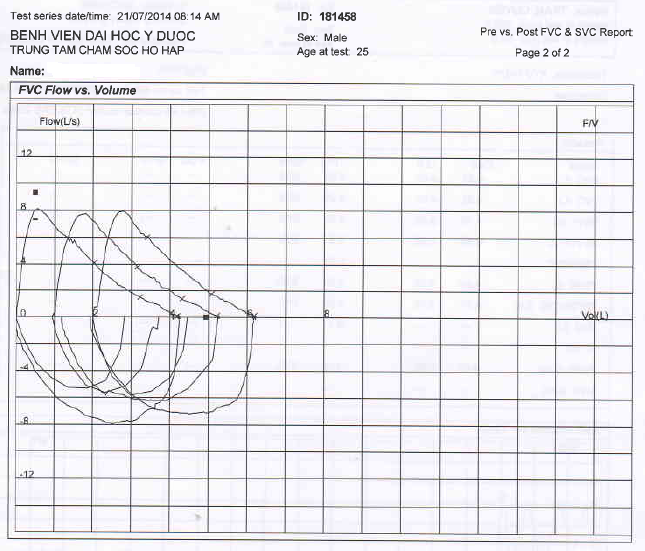 Test series date/time: 21/07/2014 08:14 AM
ID: 181458
BENH VIEN DAI HOC Y DUOC
Sex: Male
Pre vs. Post FVC & SVC Report
TRUNG TAM CHAM SOC HO HAP
Age at test: 25
Page 2 of 2
Name:
FVC Flow vs. Volume
Flow(L/s)
F/V
12
8
4
0
2
4
6
8
Vol(L)
-4
-8
-12